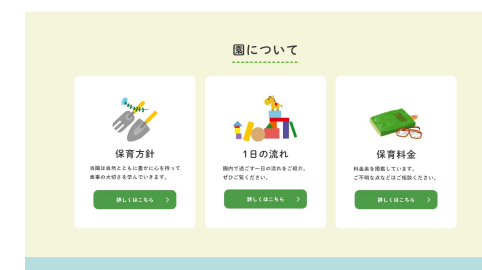 園について
保育方針
当園は自然とともに豊かに心を持って
食事の大切さを学んでいきます。
詳しくはこちら
1日の流れ
園内で過ごす一日の流れをご紹介。
ぜひご覧ください。
詳しくはこちら
保育料金
料金表を掲載しています。
ご不明な点などはご相談ください。
詳しくはこちら